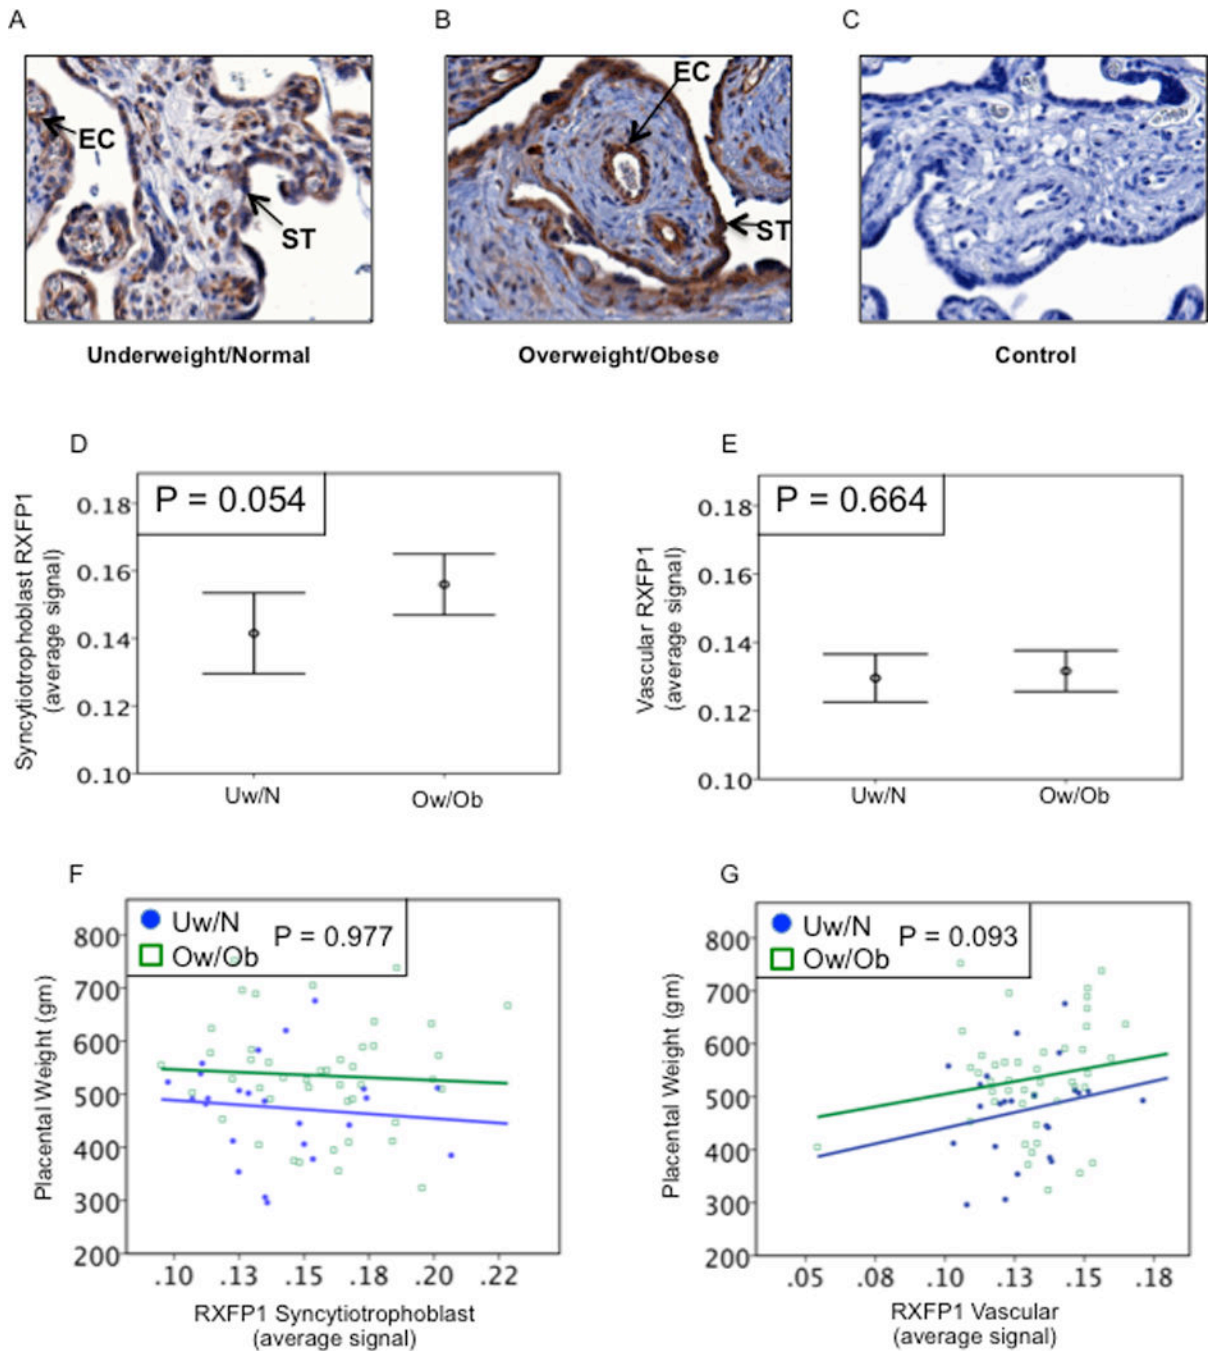 A
B
C
EC
ST
EC
ST
Underweight/Normal
Overweight/Obese
Control
D
P = 0.054
0.18
0.16
0.14
0.12
0.10
Syncytiotrophoblast RXFP1
(average signal)
Uw/N
Ow/Ob
E
P = 0.664
0.18
0.16
0.14
0.12
0.10
Vascular RXFP1
(average signal)
Uw/N
Ow/Ob
F
Uw/N
Ow/Ob
P = 0.977
800
700
600
500
400
300
200
Placental Weight (gm)
.10
.13
.15
.18
.20
.22
RXFP1 Syncytiotrophoblast
(average signal)
G
Uw/N
Ow/Ob
P = 0.093
800
700
600
500
400
300
200
Placental Weight (gm)
.05
.08
.10
.13
.15
.18
RXFP1 Vascular
(average signal)